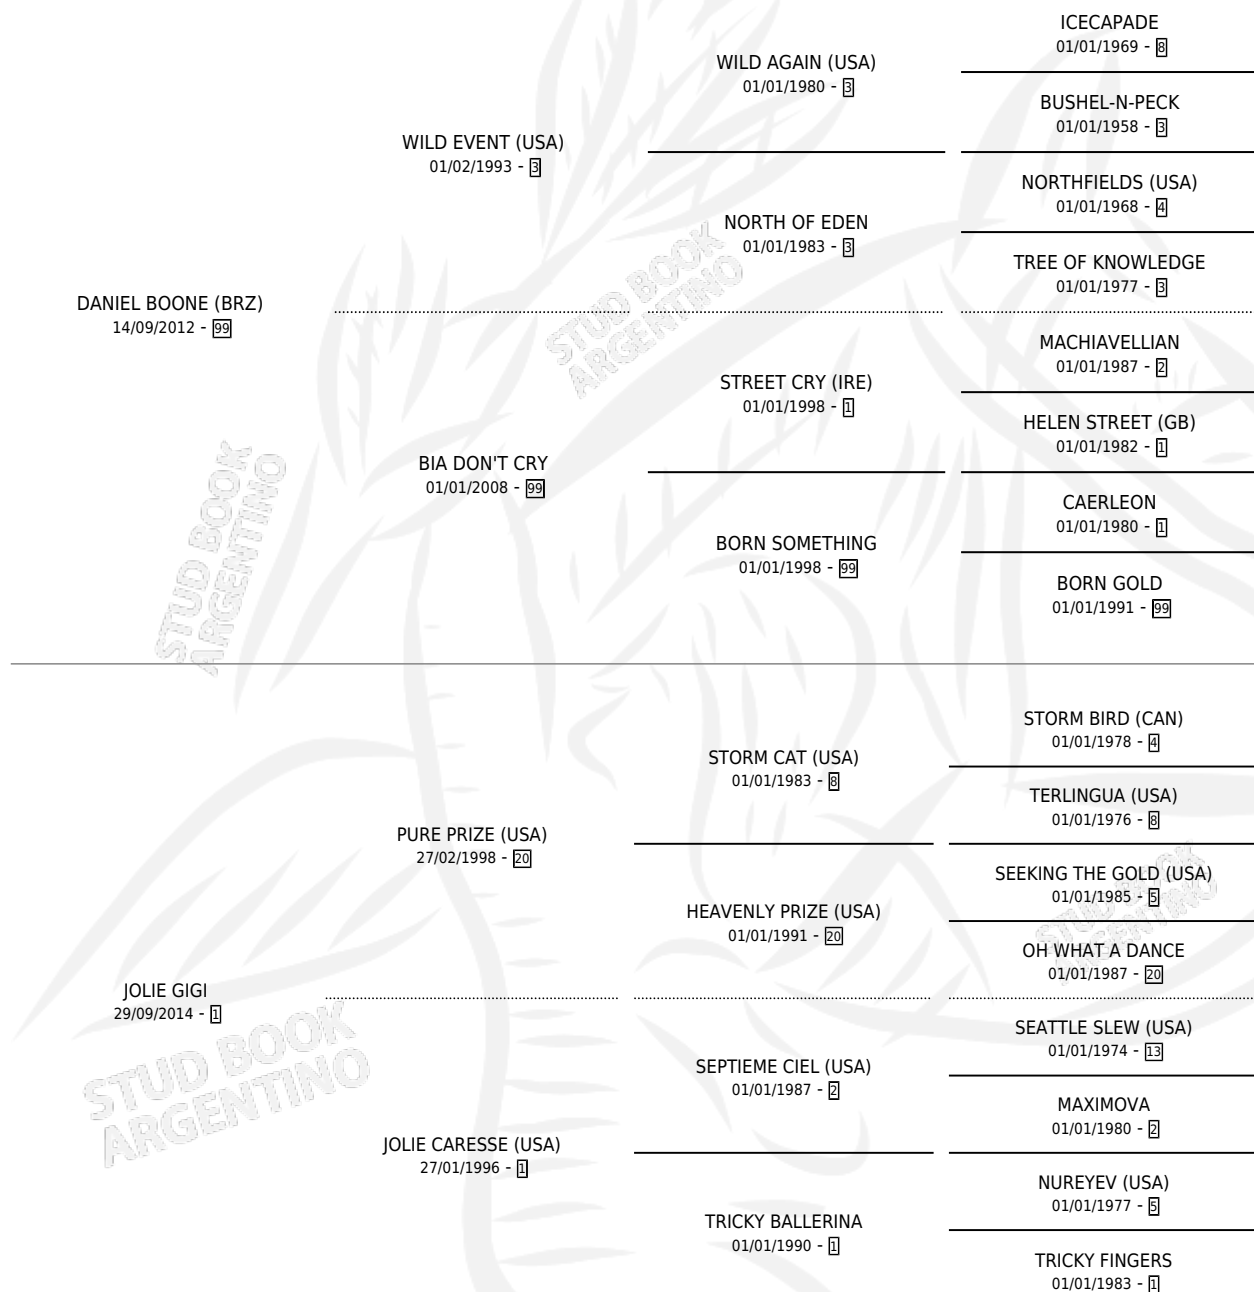 DANIEL BOONE (BRZ)
14/09/2012 - 99
WILD EVENT (USA)
01/02/1993 - 3
WILD AGAIN (USA)
01/01/1980 - 3
ICECAPADE
01/01/1969 - 8
BUSHEL-N-PECK
01/01/1958 - 3
NORTH OF EDEN
01/01/1983 - 3
NORTHFIELDS (USA)
01/01/1968 - 4
TREE OF KNOWLEDGE
01/01/1977 - 3
BIA DON'T CRY
01/01/2008 - 99
STREET CRY (IRE)
01/01/1998 - 1
MACHIAVELLIAN
01/01/1987 - 2
HELEN STREET (GB)
01/01/1982 - 1
BORN SOMETHING
01/01/1998 - 99
CAERLEON
01/01/1980 - 1
BORN GOLD
01/01/1991 - 99
JOLIE GIGI
29/09/2014 - 1
PURE PRIZE (USA)
27/02/1998 - 20
STORM CAT (USA)
01/01/1983 - 8
STORM BIRD (CAN)
01/01/1978 - 4
TERLINGUA (USA)
01/01/1976 - 8
HEAVENLY PRIZE (USA)
01/01/1991 - 20
SEEKING THE GOLD (USA)
01/01/1985 - 5
OH WHAT A DANCE
01/01/1987 - 20
JOLIE CARESSE (USA)
27/01/1996 - 1
SEPTIEME CIEL (USA)
01/01/1987 - 2
SEATTLE SLEW (USA)
01/01/1974 - 13
MAXIMOVA
01/01/1980 - 2
TRICKY BALLERINA
01/01/1990 - 1
NUREYEV (USA)
01/01/1977 - 5
TRICKY FINGERS
01/01/1983 - 1
STUD BOOK
ARGENTINO
STUD BOOK
ARGENTINO
STUD BOOK
ARGENTINO
STUD BOOK
ARGENTINO